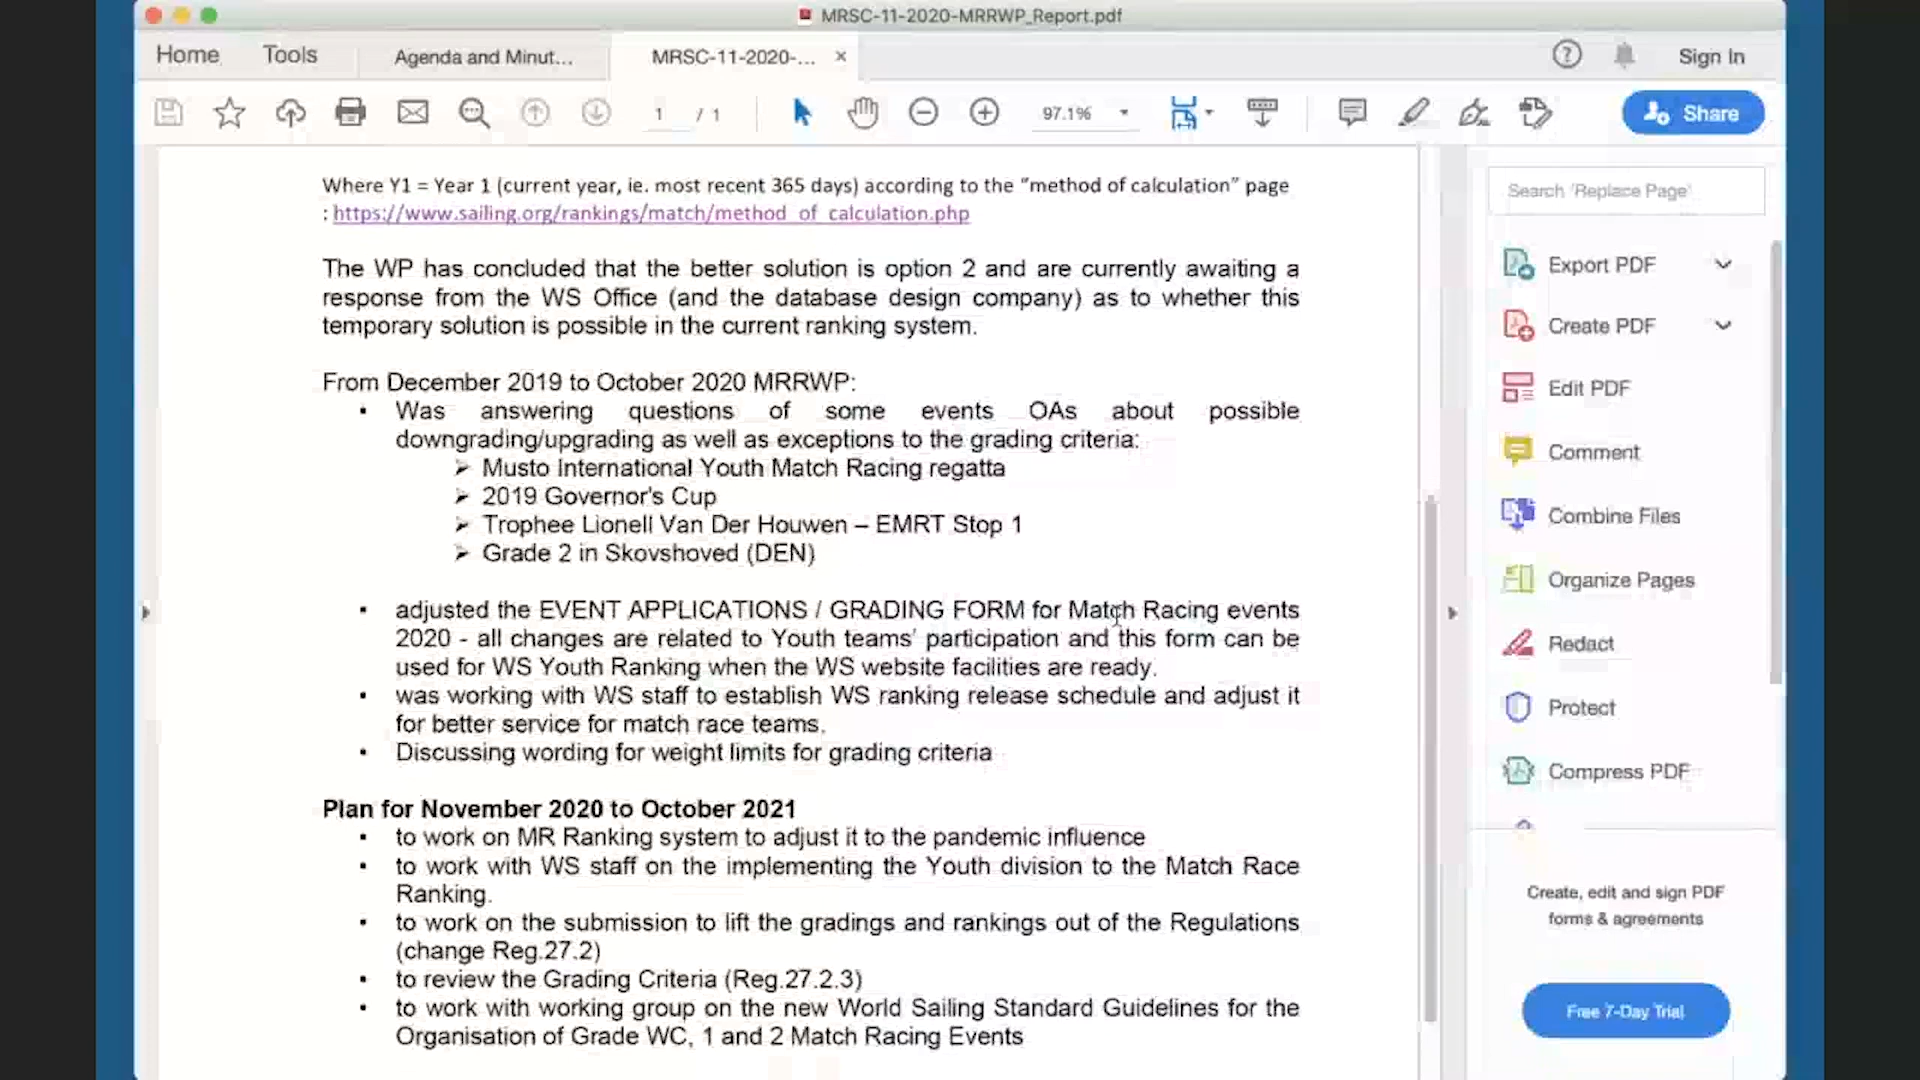 MRSC-11-2020-MRRWP_Report.pdf
Home Tools Agenda and Minut... MRSC-11-2020-... × Sign In
1 / 1 97.1% Share
Where Y1 = Year 1 (current year, ie. most recent 365 days) according to the “method of calculation” page
: https://www.sailing.org/rankings/match/method_of_calculation.php
The WP has concluded that the better solution is option 2 and are currently awaiting a
response from the WS Office (and the database design company) as to whether this
temporary solution is possible in the current ranking system.
From December 2019 to October 2020 MRRWP:
• Was answering questions of some events OAs about possible
downgrading/upgrading as well as exceptions to the grading criteria:
➢ Musto International Youth Match Racing regatta
➢ 2019 Governor's Cup
➢ Trophee Lionell Van Der Houwen – EMRT Stop 1
➢ Grade 2 in Skovshoved (DEN)
• adjusted the EVENT APPLICATIONS / GRADING FORM for Match Racing events
2020 - all changes are related to Youth teams’ participation and this form can be
used for WS Youth Ranking when the WS website facilities are ready.
• was working with WS staff to establish WS ranking release schedule and adjust it
for better service for match race teams.
• Discussing wording for weight limits for grading criteria
Plan for November 2020 to October 2021
• to work on MR Ranking system to adjust it to the pandemic influence
• to work with WS staff on the implementing the Youth division to the Match Race
Ranking.
• to work on the submission to lift the gradings and rankings out of the Regulations
(change Reg.27.2)
• to review the Grading Criteria (Reg.27.2.3)
• to work with working group on the new World Sailing Standard Guidelines for the
Organisation of Grade WC, 1 and 2 Match Racing Events
Search 'Replace Page'
Export PDF
Create PDF
Edit PDF
Comment
Combine Files
Organize Pages
Redact
Protect
Compress PDF
Create, edit and sign PDF
forms & agreements
Free 7-Day Trial